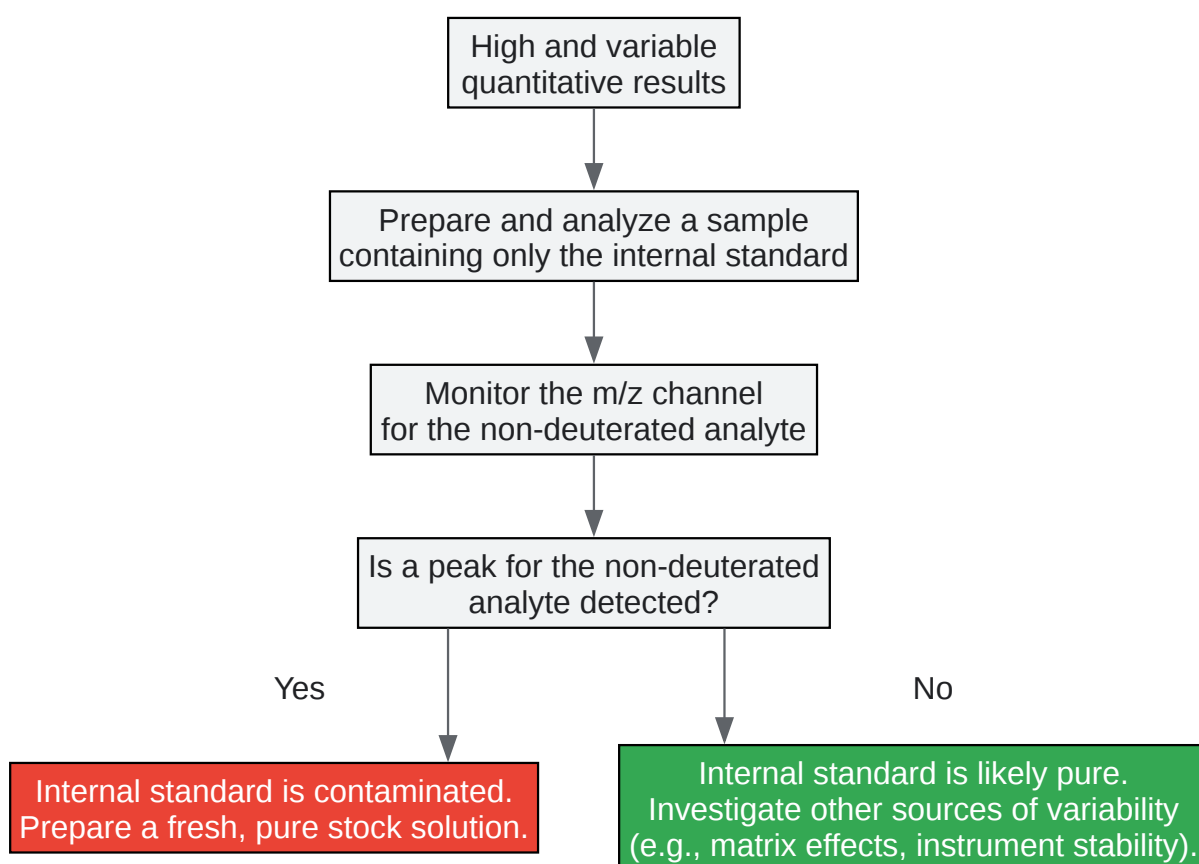 High and variable
quantitative results
Prepare and analyze a sample
containing only the internal standard
Monitor the m/z channel
for the non-deuterated analyte
Is a peak for the non-deuterated
analyte detected?
Yes
No
Internal standard is contaminated.
Prepare a fresh, pure stock solution.
Internal standard is likely pure.
Investigate other sources of variability
(e.g., matrix effects, instrument stability).